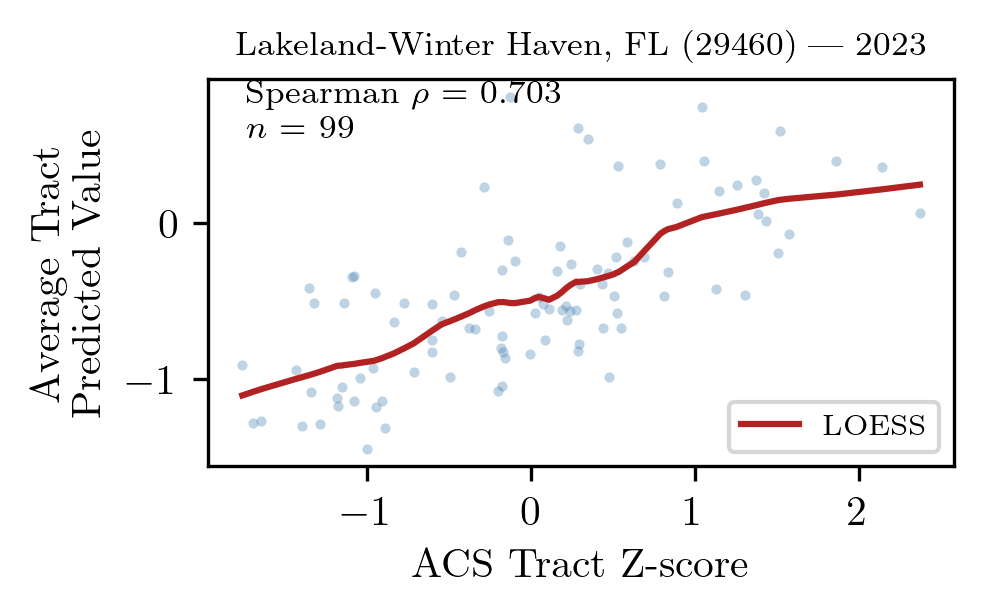 Lakeland-Winter Haven, FL (29460) — 2023
Spearman ρ = 0.703
n = 99
Average Tract
Predicted Value
0
−1
LOESS
−1
0
1
2
ACS Tract Z-score